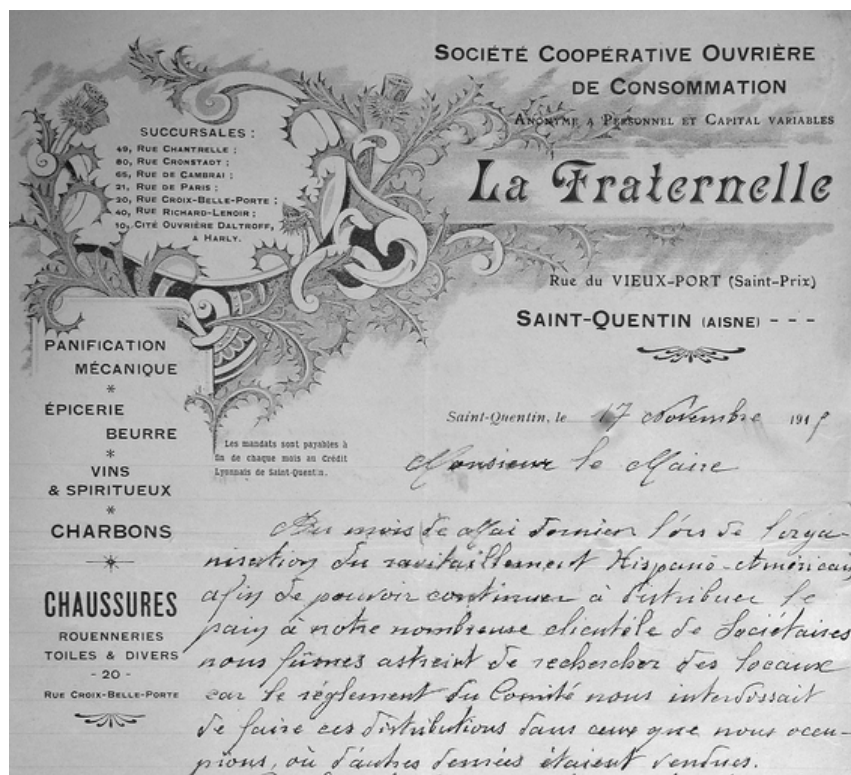 SOCIÉTÉ COOPÉRATIVE OUVRIÈRE
DE CONSOMMATION
ANONYME A PERSONNEL ET CAPITAL VARIABLES
La Fraternelle
Rue du VIEUX-PORT (Saint-Prix)
SAINT-QUENTIN (AISNE) - - -
SUCCURSALES :
49, RUE CHANTRELLE ;
80, RUE CRONSTADT ;
65, RUE DE CAMBRAI ;
21, RUE DE PARIS ;
20, RUE CROIX-BELLE-PORTE ;
40, RUE RICHARD-LENOIR ;
10, CITÉ OUVRIÈRE DALTROFF,
A HARLY.
PANIFICATION
MÉCANIQUE
*
ÉPICERIE
BEURRE
*
VINS
& SPIRITUEUX
*
CHARBONS
CHAUSSURES
ROUENNERIES
TOILES & DIVERS
- 20 -
RUE CROIX-BELLE-PORTE
Les mandats sont payables à
fin de chaque mois au Crédit
Lyonnais de Saint-Quentin.
Saint-Quentin, le 17 Novembre 191
Monsieur le Maire
Au mois de Mai dernier lors de l'orga-
nisation du ravitaillement Hispano-Américain
afin de pouvoir continuer à distribuer le
pain à notre nombreuse clientèle de Sociétaires
nous fûmes astreint de rechercher des locaux
car le règlement du Comité nous interdissait
de faire ces distributions dans ceux que nous occu-
pions, où d'autres denrées étaient vendues.